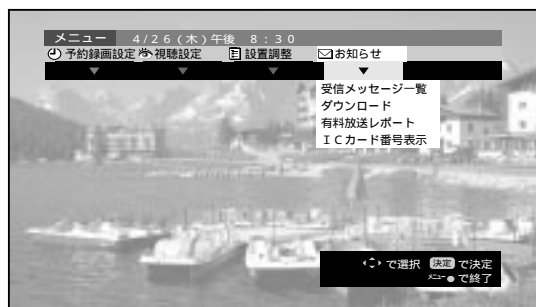 メニュー 4/26(木)午後 8:30
予約録画設定 視聴設定 設置調整 お知らせ
受信メッセージ一覧
ダウンロード
有料放送レポート
ICカード番号表示
で選択 決定 で決定
メニュー で終了